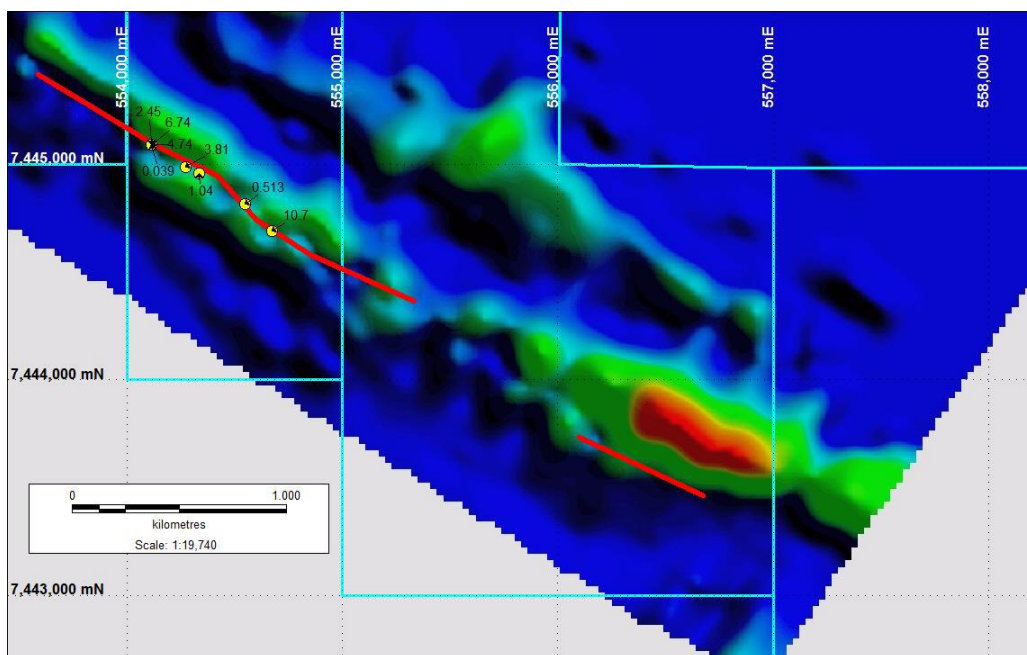 554,000 mE
555,000 mE
556,000 mE
557,000 mE
558,000 mE
2.45
6.74
4.74
3.81
7,445,000 mN
0.039
1.04
0.513
10.7
7,444,000 mN
0
1.000
kilometres
Scale: 1:19,740
7,443,000 mN